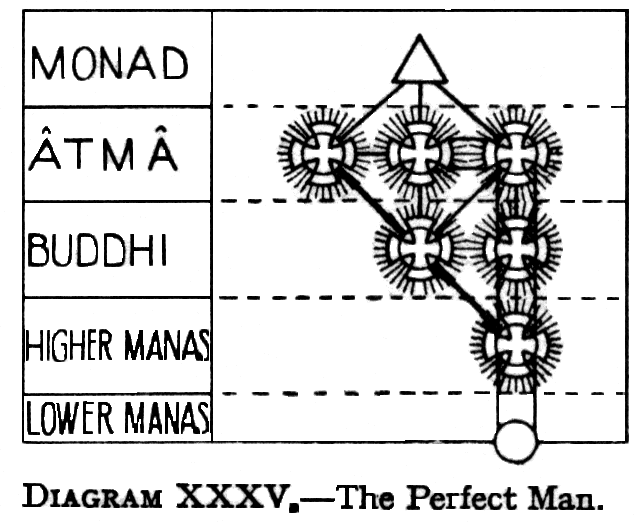 MONAD
ÂTMÂ
BUDDHI
HIGHER MANAS
LOWER MANAS
DIAGRAM XXXV.—The Perfect Man.